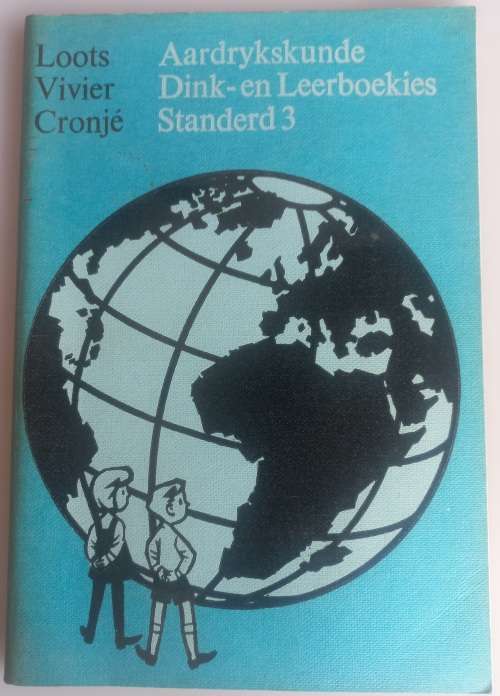 Loots
Vivier
Cronjé
Aardrykskunde
Dink- en Leerboekies
Standerd 3